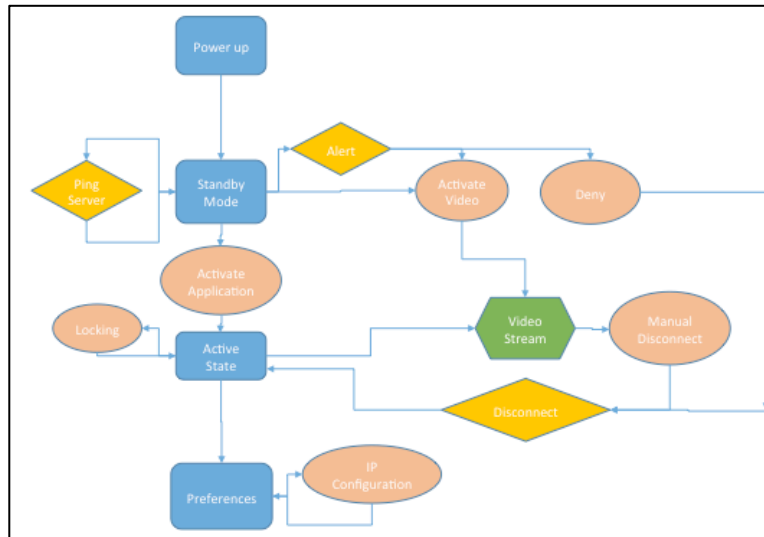 Power up
Alert
Ping
Server
Standby
Mode
Activate
Video
Deny
Activate
Application
Locking
Active
State
Video
Stream
Manual
Disconnect
Disconnect
Preferences
IP
Configuration